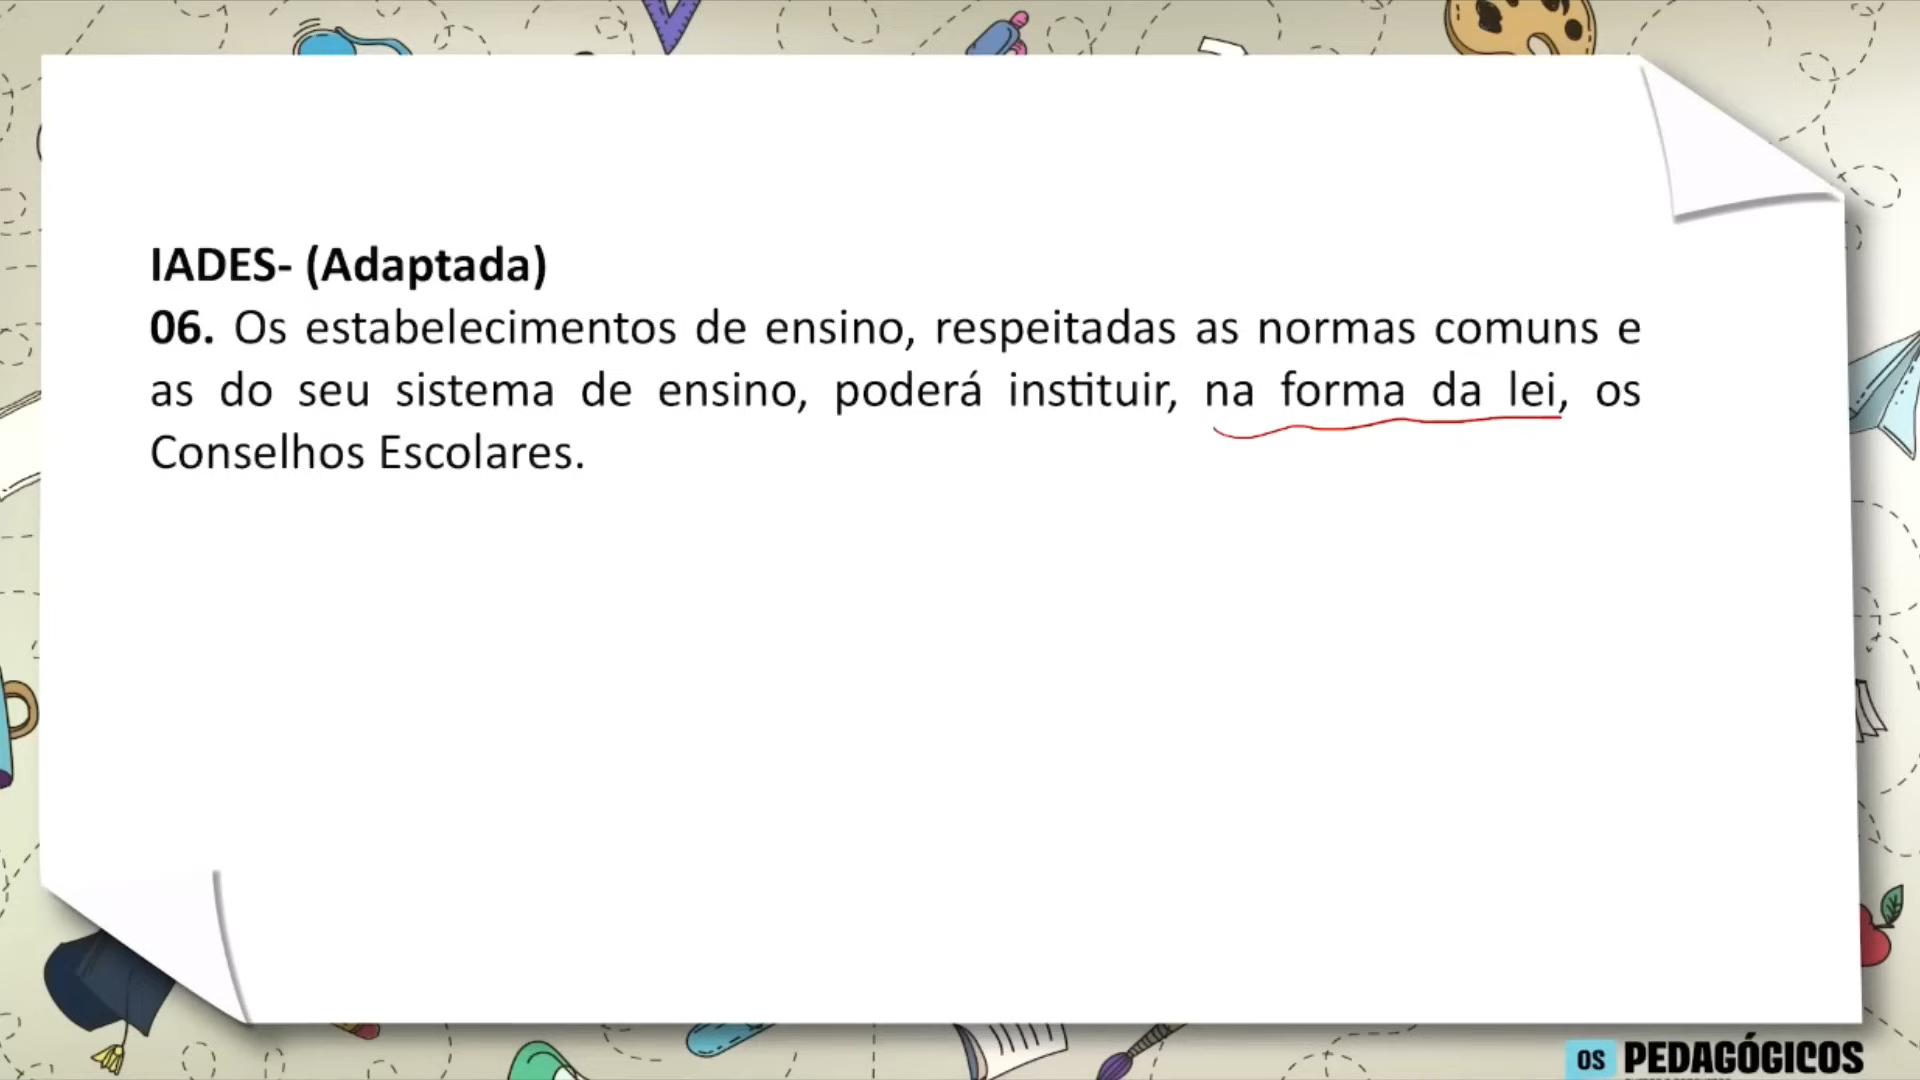 IADES- (Adaptada)
06. Os estabelecimentos de ensino, respeitadas as normas comuns e
as do seu sistema de ensino, poderá instituir, na forma da lei, os
Conselhos Escolares.
OS PEDAGÓGICOS